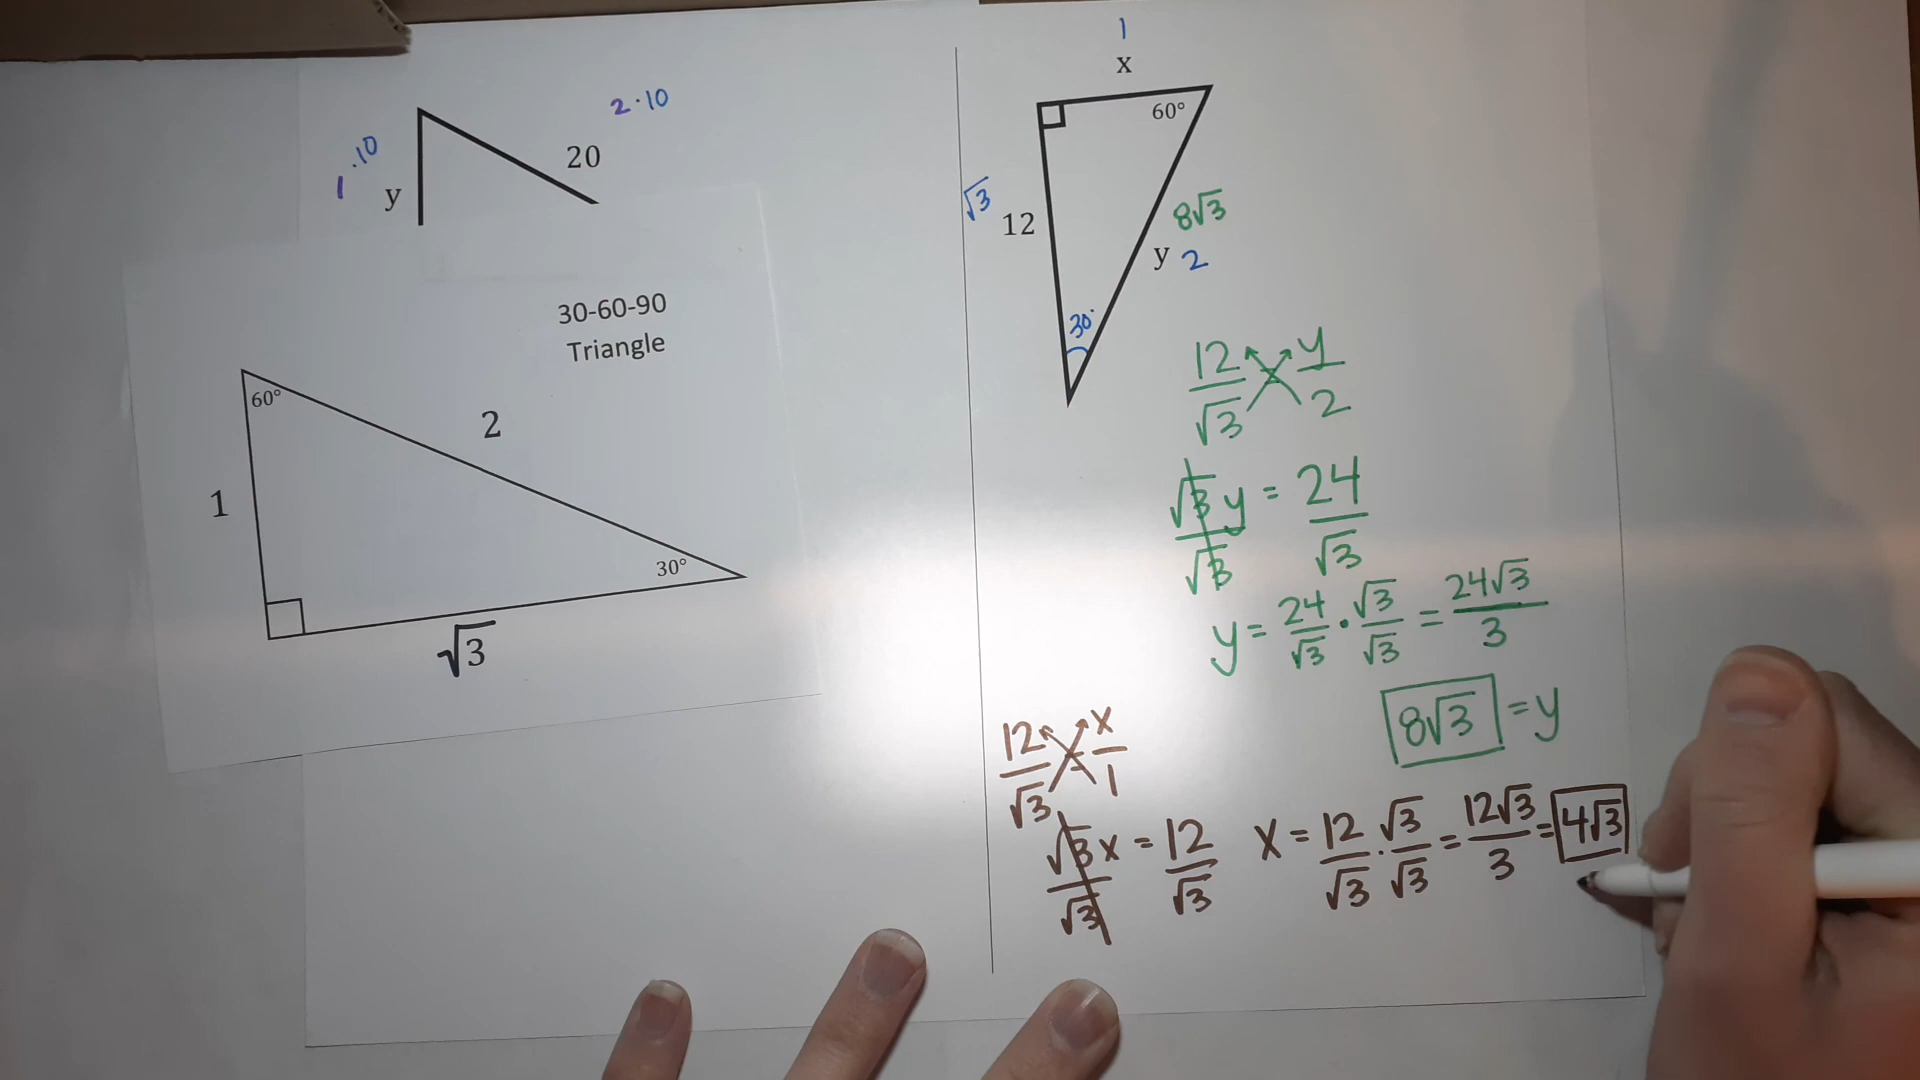 2·10
1·10
y
20
30-60-90
Triangle
60°
2
1
30°
√3
1
x
60°
√3
12
8√3
y
2
30°
12/√3 = y/2
√3y/√3 = 24/√3
y = 24/√3 · √3/√3 = 24√3/3
8√3 = y
12/√3 = x/1
√3x/√3 = 12/√3
x = 12/√3 · √3/√3 = 12√3/3 = 4√3